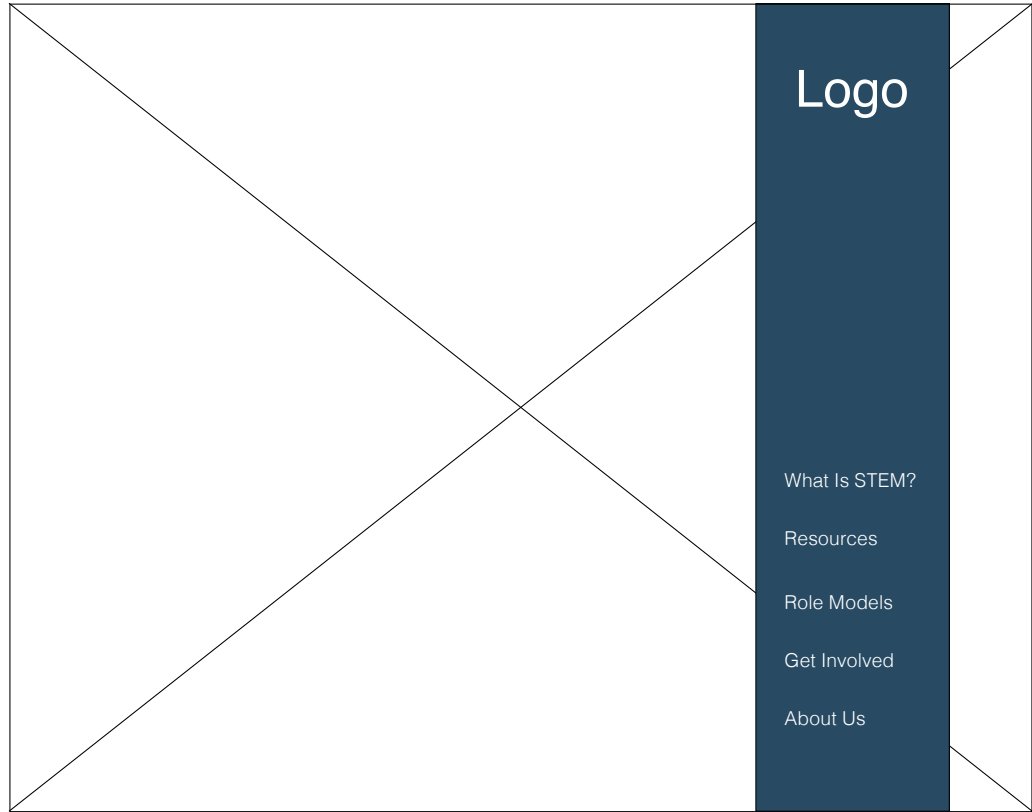 Logo
What Is STEM?
Resources
Role Models
Get Involved
About Us